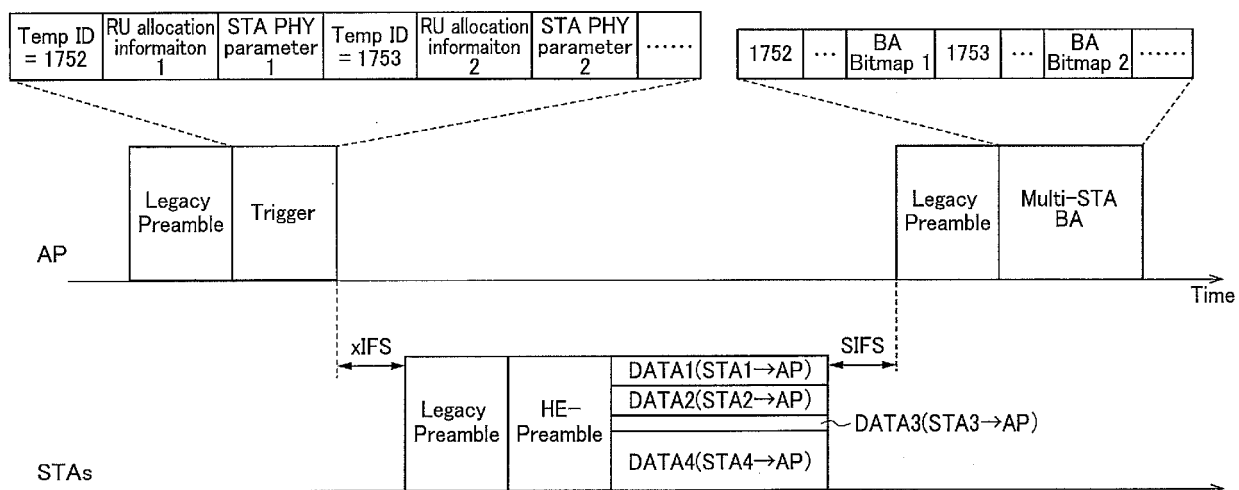 Temp ID = 1752
RU allocation informaiton 1
STA PHY parameter 1
Temp ID = 1753
RU allocation informaiton 2
STA PHY parameter 2
……
1752
…
BA Bitmap 1
1753
…
BA Bitmap 2
……
Legacy Preamble
Trigger
Legacy Preamble
Multi-STA BA
AP
Time
xIFS
SIFS
Legacy Preamble
HE-Preamble
DATA1(STA1→AP)
DATA2(STA2→AP)
DATA3(STA3→AP)
DATA4(STA4→AP)
STAs